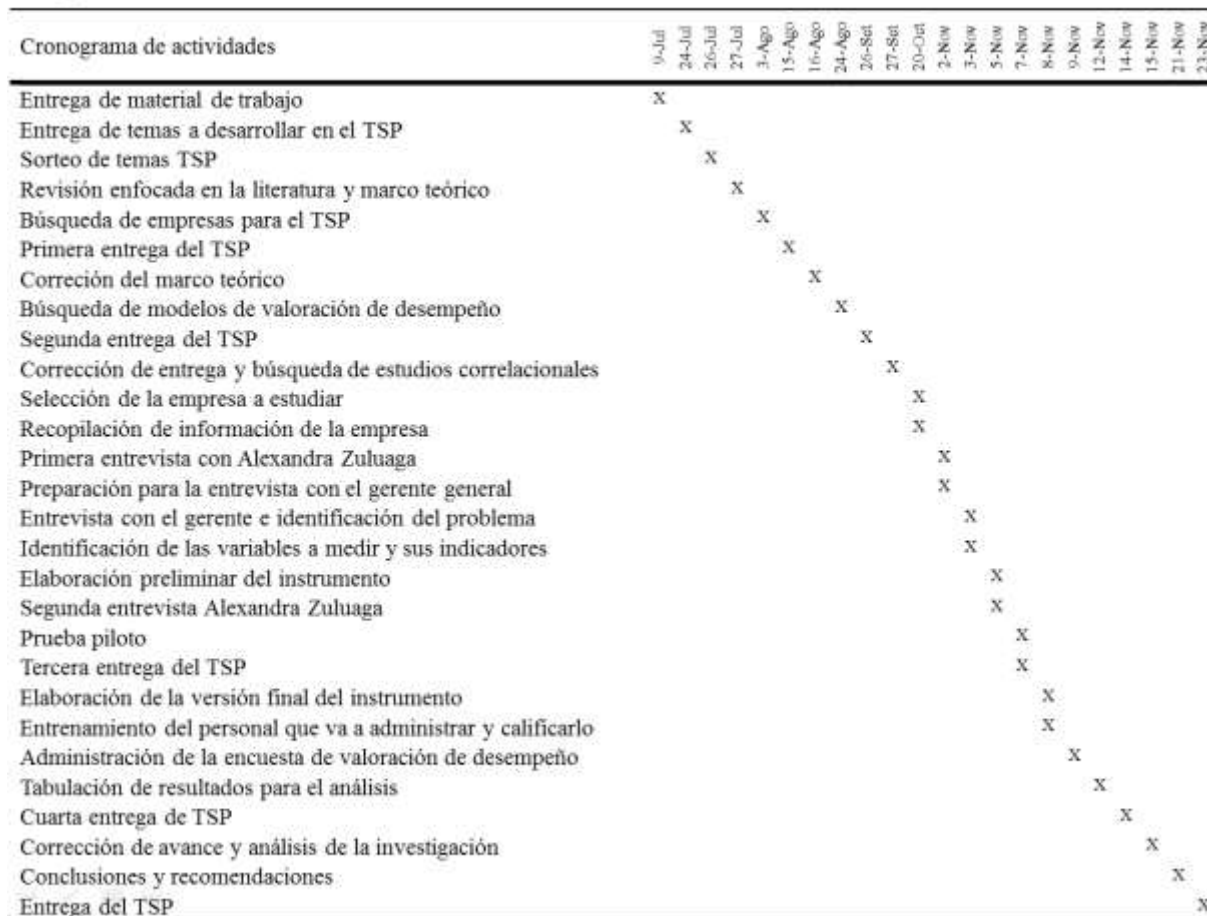 Cronograma de actividades 9-Jul 24-Jul 26-Jul 27-Jul 3-Ago 15-Ago 16-Ago 24-Ago 26-Set 27-Set 20-Out 2-Nov 3-Nov 5-Nov 7-Nov 8-Nov 9-Nov 12-Nov 14-Nov 15-Nov 21-Nov 23-Nov
Entrega de material de trabajo x
Entrega de temas a desarrollar en el TSP x
Sorteo de temas TSP x
Revisión enfocada en la literatura y marco teórico x
Búsqueda de empresas para el TSP x
Primera entrega del TSP x
Correción del marco teórico x
Búsqueda de modelos de valoración de desempeño x
Segunda entrega del TSP x
Corrección de entrega y búsqueda de estudios correlacionales x
Selección de la empresa a estudiar x
Recopilación de información de la empresa x
Primera entrevista con Alexandra Zuluaga x
Preparación para la entrevista con el gerente general x
Entrevista con el gerente e identificación del problema x
Identificación de las variables a medir y sus indicadores x
Elaboración preliminar del instrumento x
Segunda entrevista Alexandra Zuluaga x
Prueba piloto x
Tercera entrega del TSP x
Elaboración de la versión final del instrumento x
Entrenamiento del personal que va a administrar y calificarlo x
Administración de la encuesta de valoración de desempeño x
Tabulación de resultados para el análisis x
Cuarta entrega de TSP x
Corrección de avance y análisis de la investigación x
Conclusiones y recomendaciones x
Entrega del TSP x